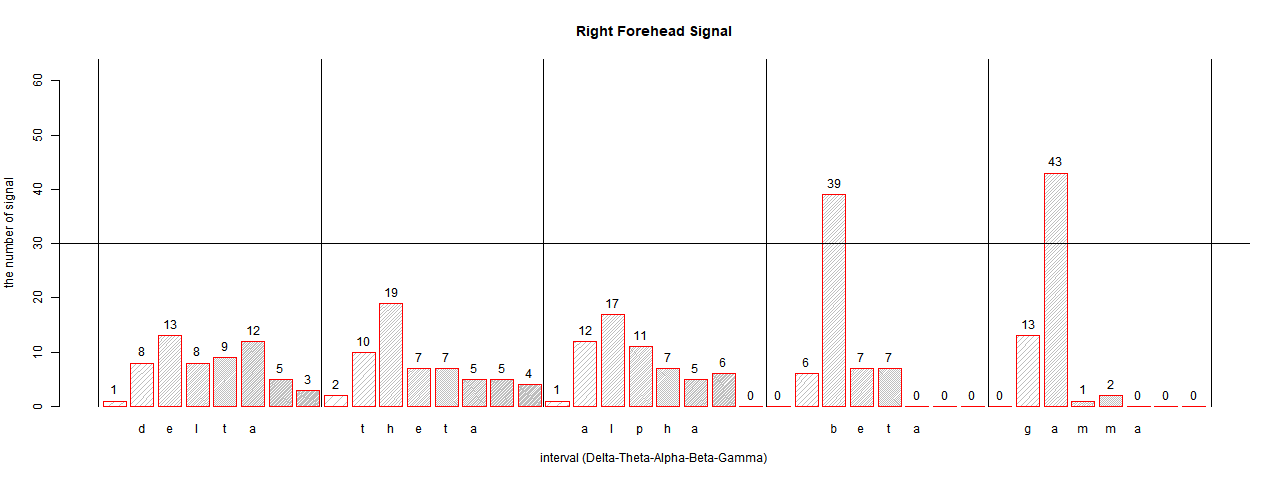 Right Forehead Signal
the number of signal
60
50
40
30
20
10
0
1 8 13 8 9 12 5 3 2 10 19 7 7 5 5 4 1 12 17 11 7 5 6 0 0 6 39 7 7 0 0 0 0 13 43 1 2 0 0 0
d e l t a t h e t a a l p h a b e t a g a m m a
interval (Delta-Theta-Alpha-Beta-Gamma)